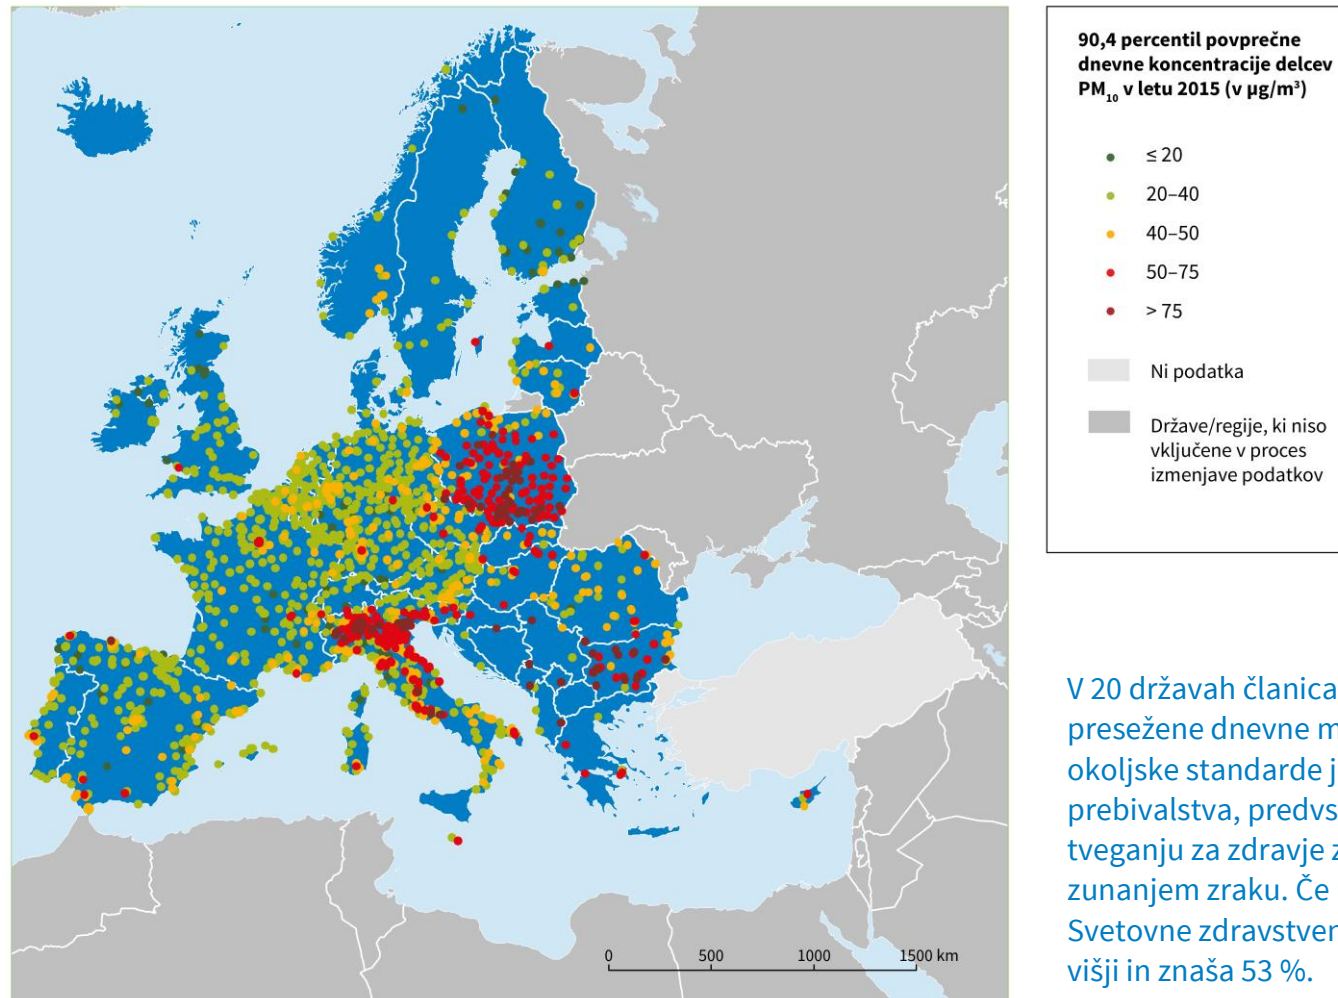 90,4 percentil povprečne
dnevne koncentracije delcev
PM₁₀ v letu 2015 (v µg/m³)
≤ 20
20–40
40–50
50–75
> 75
Ni podatka
Države/regije, ki niso
vključene v proces
izmenjave podatkov
V 20 državah članica
presežene dnevne m
okoljske standarde j
prebivalstva, predvs
tveganju za zdravje z
zunanjem zraku. Če
Svetovne zdravstven
višji in znaša 53 %.
0 500 1000 1500 km